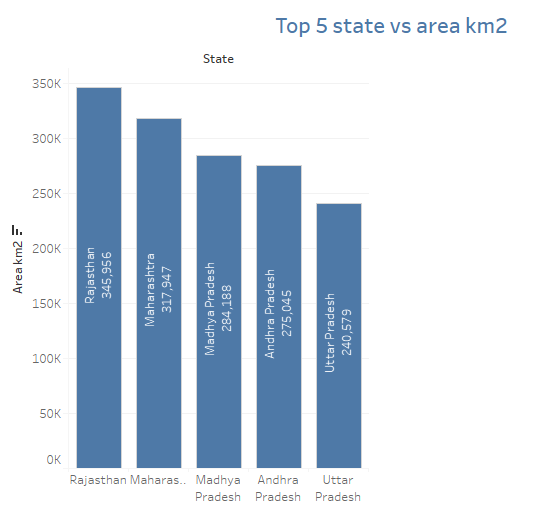 Top 5 state vs area km2
State
350K
300K
250K
200K
150K
100K
50K
0K
Area km2
Rajasthan
345,956
Maharashtra
317,947
Madhya Pradesh
284,188
Andhra Pradesh
275,045
Uttar Pradesh
240,579
Rajasthan Maharas.. Madhya Andhra Uttar
Pradesh Pradesh Pradesh